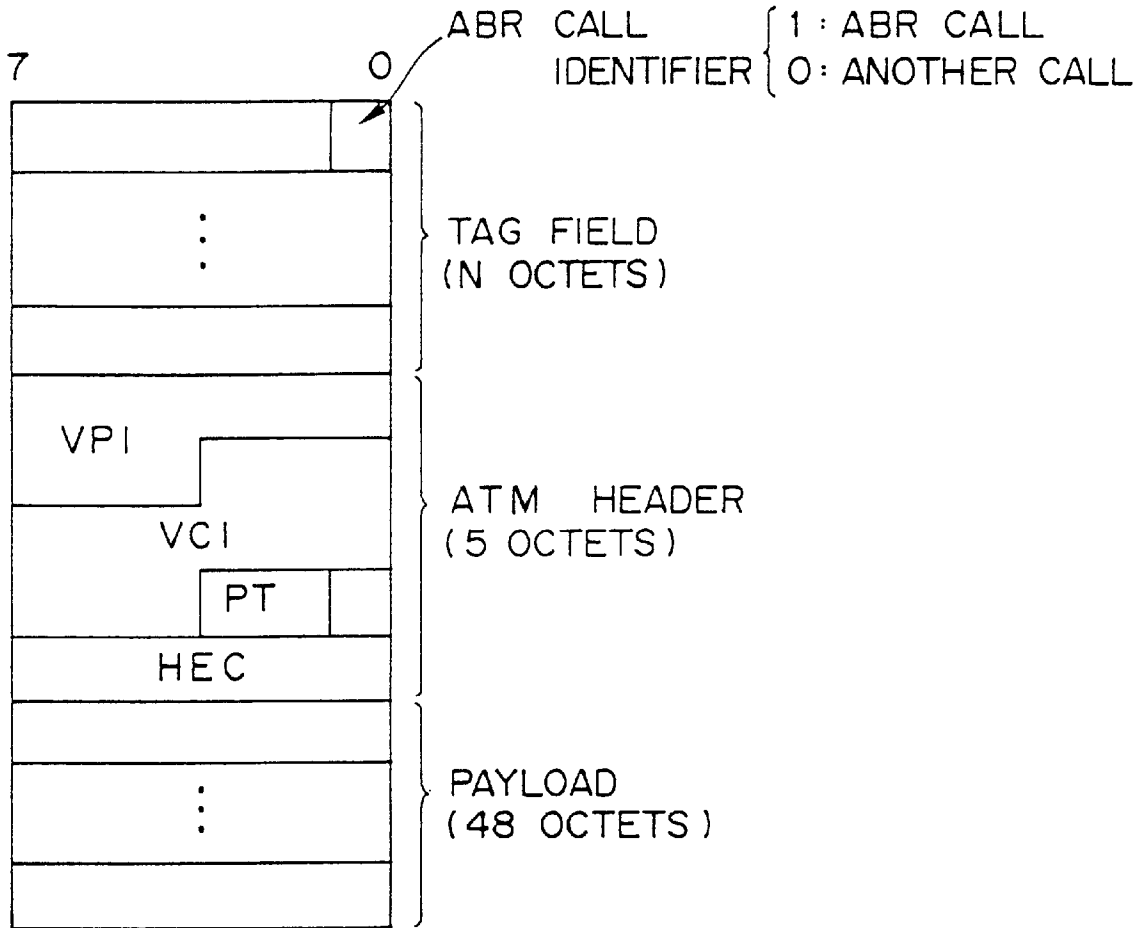 ABR CALL
IDENTIFIER
1 : ABR CALL
0 : ANOTHER CALL
7 0
TAG FIELD
(N OCTETS)
VPI
VCI
PT
HEC
ATM HEADER
(5 OCTETS)
PAYLOAD
(48 OCTETS)